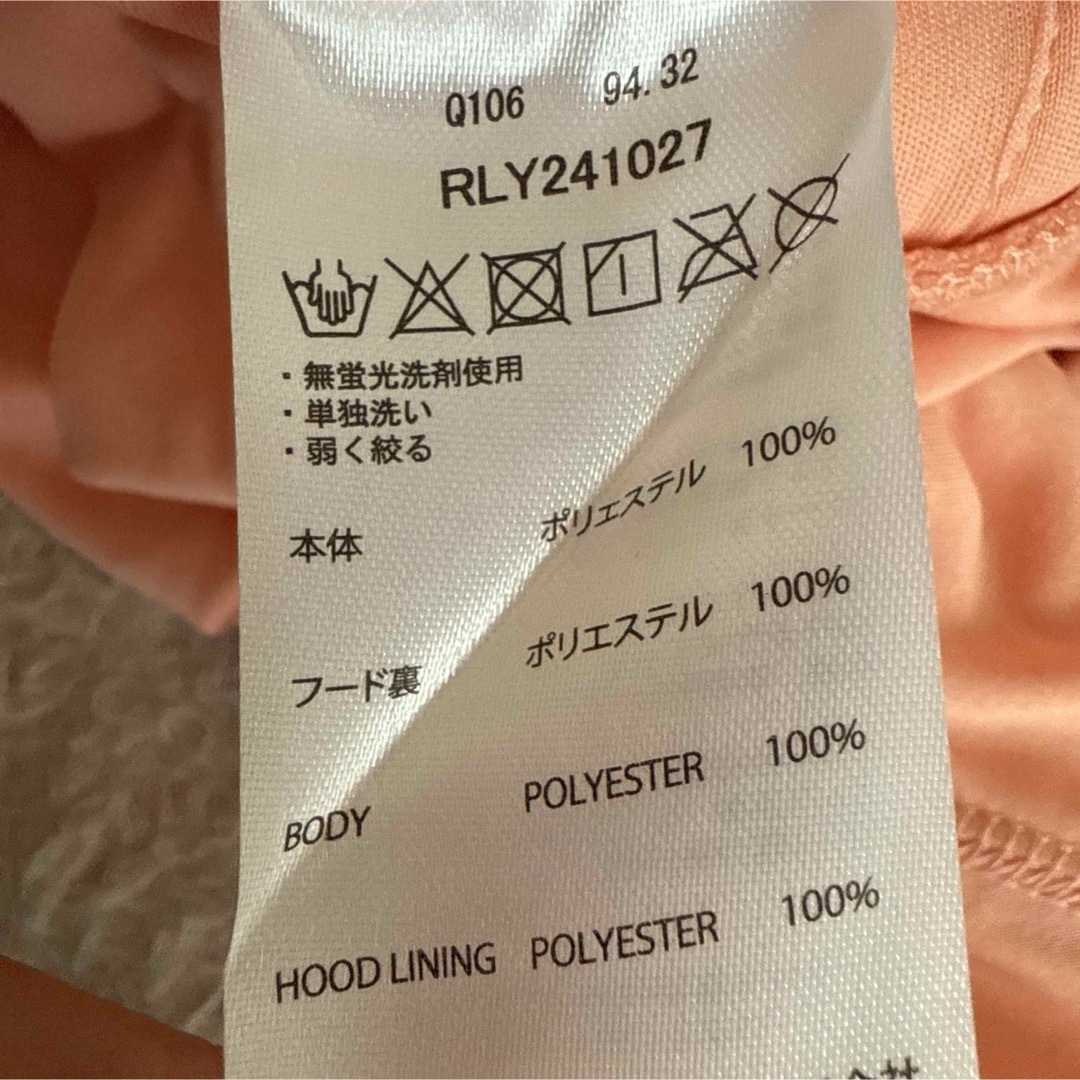 Q106 94.32
RLY241027
・無蛍光洗剤使用
・単独洗い
・弱く絞る
本体 ポリエステル 100%
フード裏 ポリエステル 100%
BODY POLYESTER 100%
HOOD LINING POLYESTER 100%